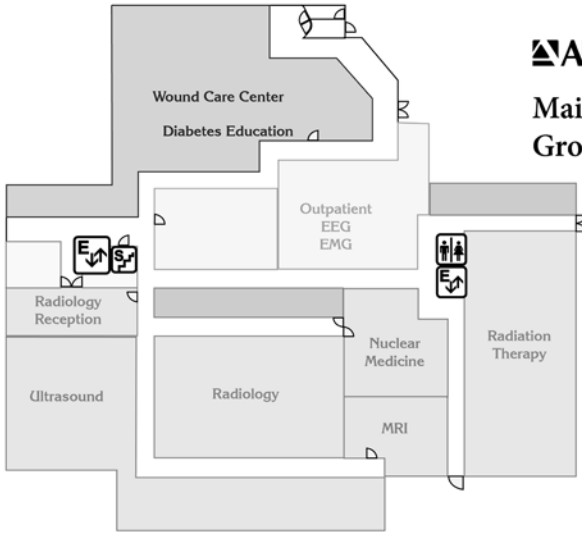 A
Mai
Gro
Wound Care Center
Diabetes Education
Outpatient
EEG
EMG
E
S
E
Radiology
Reception
Nuclear
Medicine
Radiation
Therapy
Ultrasound
Radiology
MRI